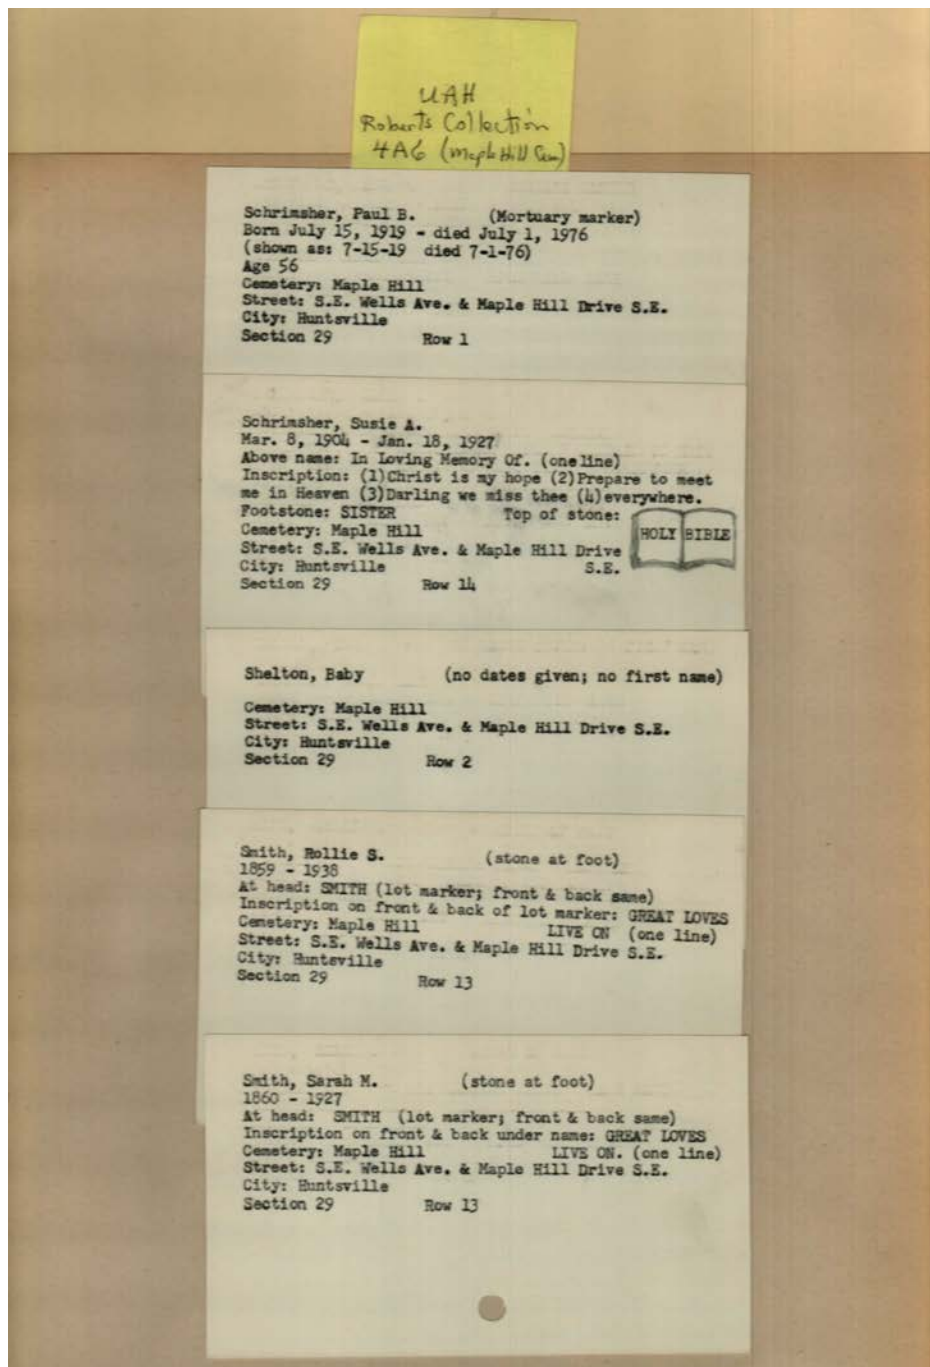 UAH
Roberts Collection
4A6 (Maple Hill Cem)
Schrimsher, Paul B. (Mortuary marker)
Born July 15, 1919 - died July 1, 1976
(shown as: 7-15-19 died 7-1-76)
Age 56
Cemetery: Maple Hill
Street: S.E. Wells Ave. & Maple Hill Drive S.E.
City: Huntsville
Section 29 Row 1
Schrimsher, Susie A.
Mar. 8, 1904 - Jan. 18, 1927
Above name: In Loving Memory Of. (one line)
Inscription: (1)Christ is my hope (2)Prepare to meet
me in Heaven (3)Darling we miss thee (4)everywhere.
Footstone: SISTER Top of stone:
Cemetery: Maple Hill HOLY BIBLE
Street: S.E. Wells Ave. & Maple Hill Drive
City: Huntsville S.E.
Section 29 Row 14
Shelton, Baby (no dates given; no first name)
Cemetery: Maple Hill
Street: S.E. Wells Ave. & Maple Hill Drive S.E.
City: Huntsville
Section 29 Row 2
Smith, Rollie S. (stone at foot)
1859 - 1938
At head: SMITH (lot marker; front & back same)
Inscription on front & back of lot marker: GREAT LOVES
Cemetery: Maple Hill LIVE ON (one line)
Street: S.E. Wells Ave. & Maple Hill Drive S.E.
City: Huntsville
Section 29 Row 13
Smith, Sarah M. (stone at foot)
1860 - 1927
At head: SMITH (lot marker; front & back same)
Inscription on front & back under name: GREAT LOVES
Cemetery: Maple Hill LIVE ON. (one line)
Street: S.E. Wells Ave. & Maple Hill Drive S.E.
City: Huntsville
Section 29 Row 13